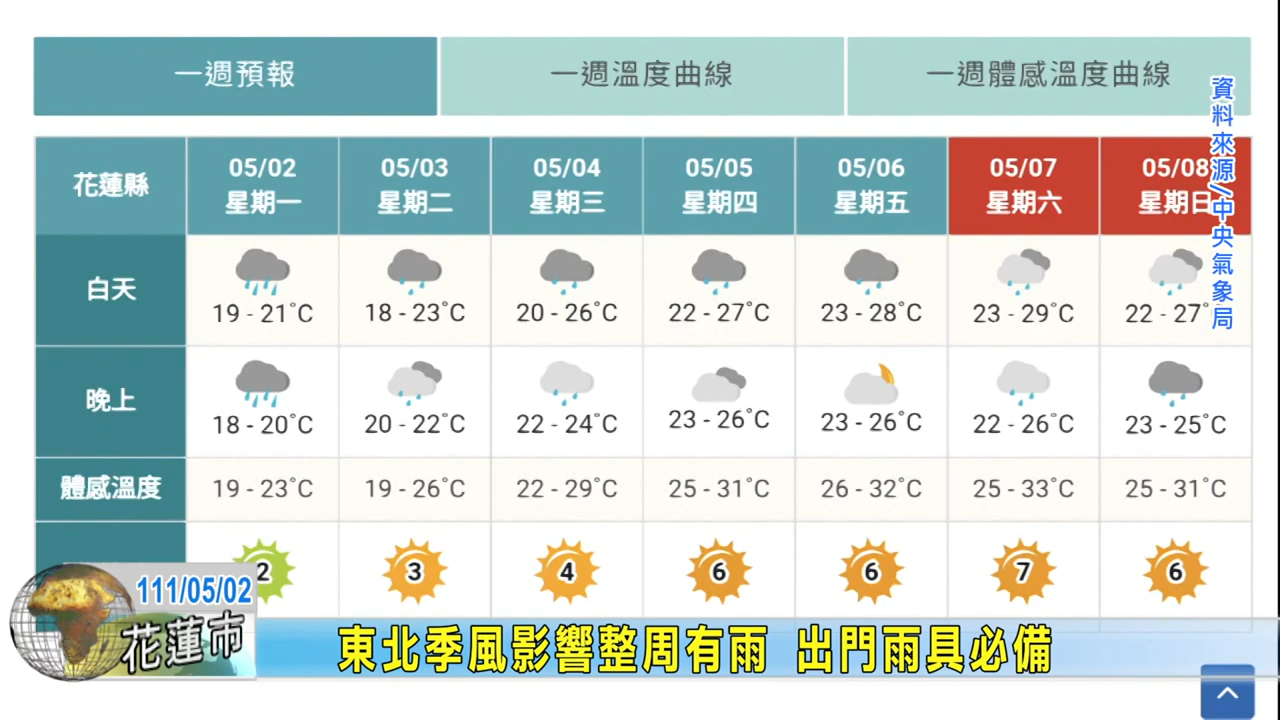 一週預報 一週溫度曲線 一週體感溫度曲線
資料來源/中央氣象局
花蓮縣 05/02 05/03 05/04 05/05 05/06 05/07 05/08
星期一 星期二 星期三 星期四 星期五 星期六 星期日
白天 19 - 21°C 18 - 23°C 20 - 26°C 22 - 27°C 23 - 28°C 23 - 29°C 22 - 27°
晚上 18 - 20°C 20 - 22°C 22 - 24°C 23 - 26°C 23 - 26°C 22 - 26°C 23 - 25°C
體感溫度 19 - 23°C 19 - 26°C 22 - 29°C 25 - 31°C 26 - 32°C 25 - 33°C 25 - 31°C
2 3 4 6 6 7 6
111/05/02
花蓮市
東北季風影響整周有雨 出門雨具必備